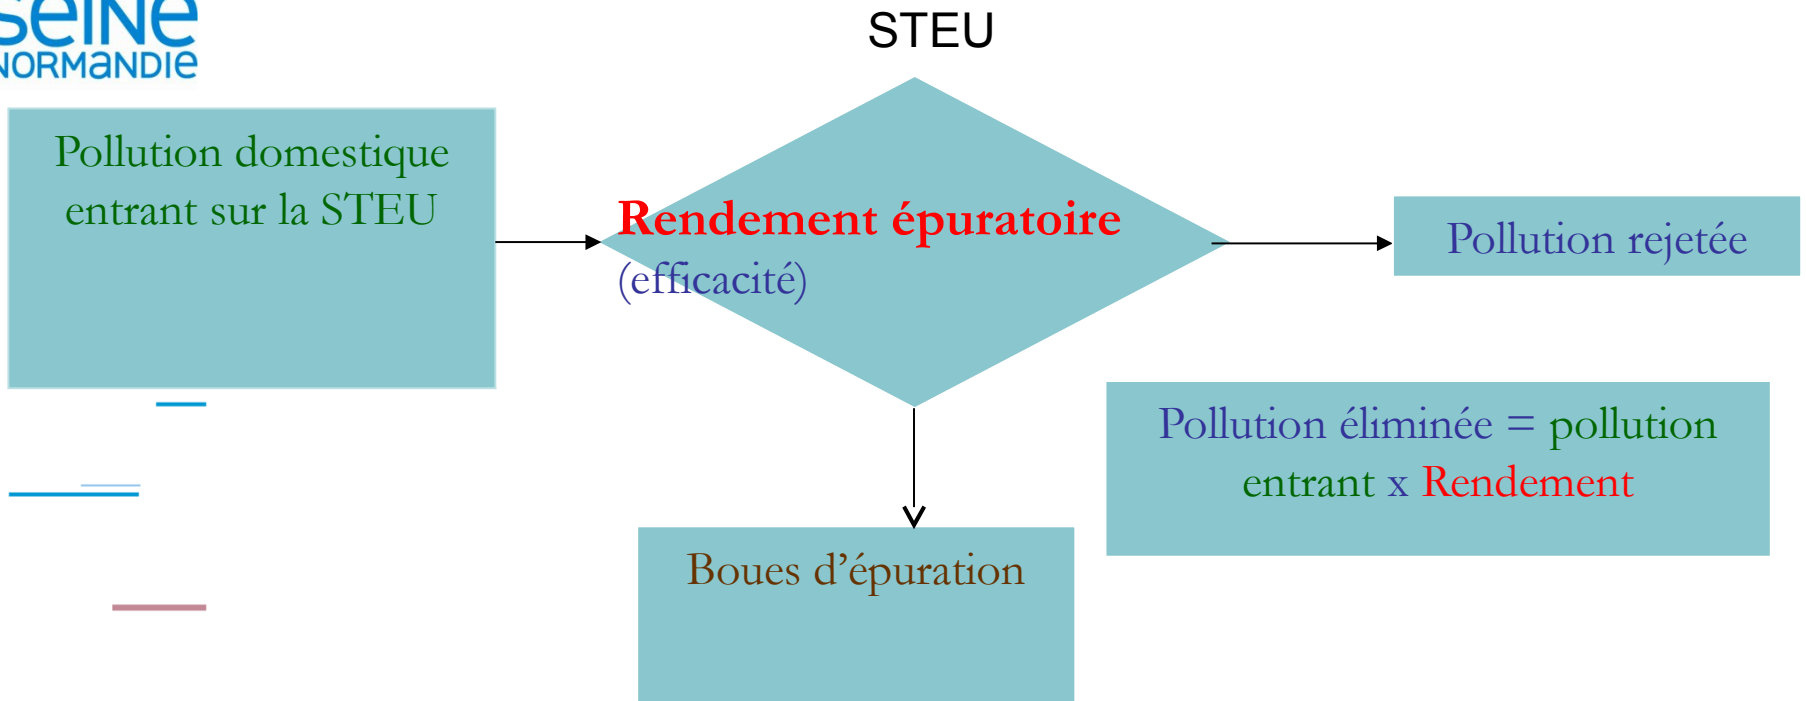 seine
NORMANDIE
STEU
Pollution domestique
entrant sur la STEU
Rendement épuratoire
(efficacité)
Pollution rejetée
Pollution éliminée = pollution
entrant x Rendement
Boues d’épuration